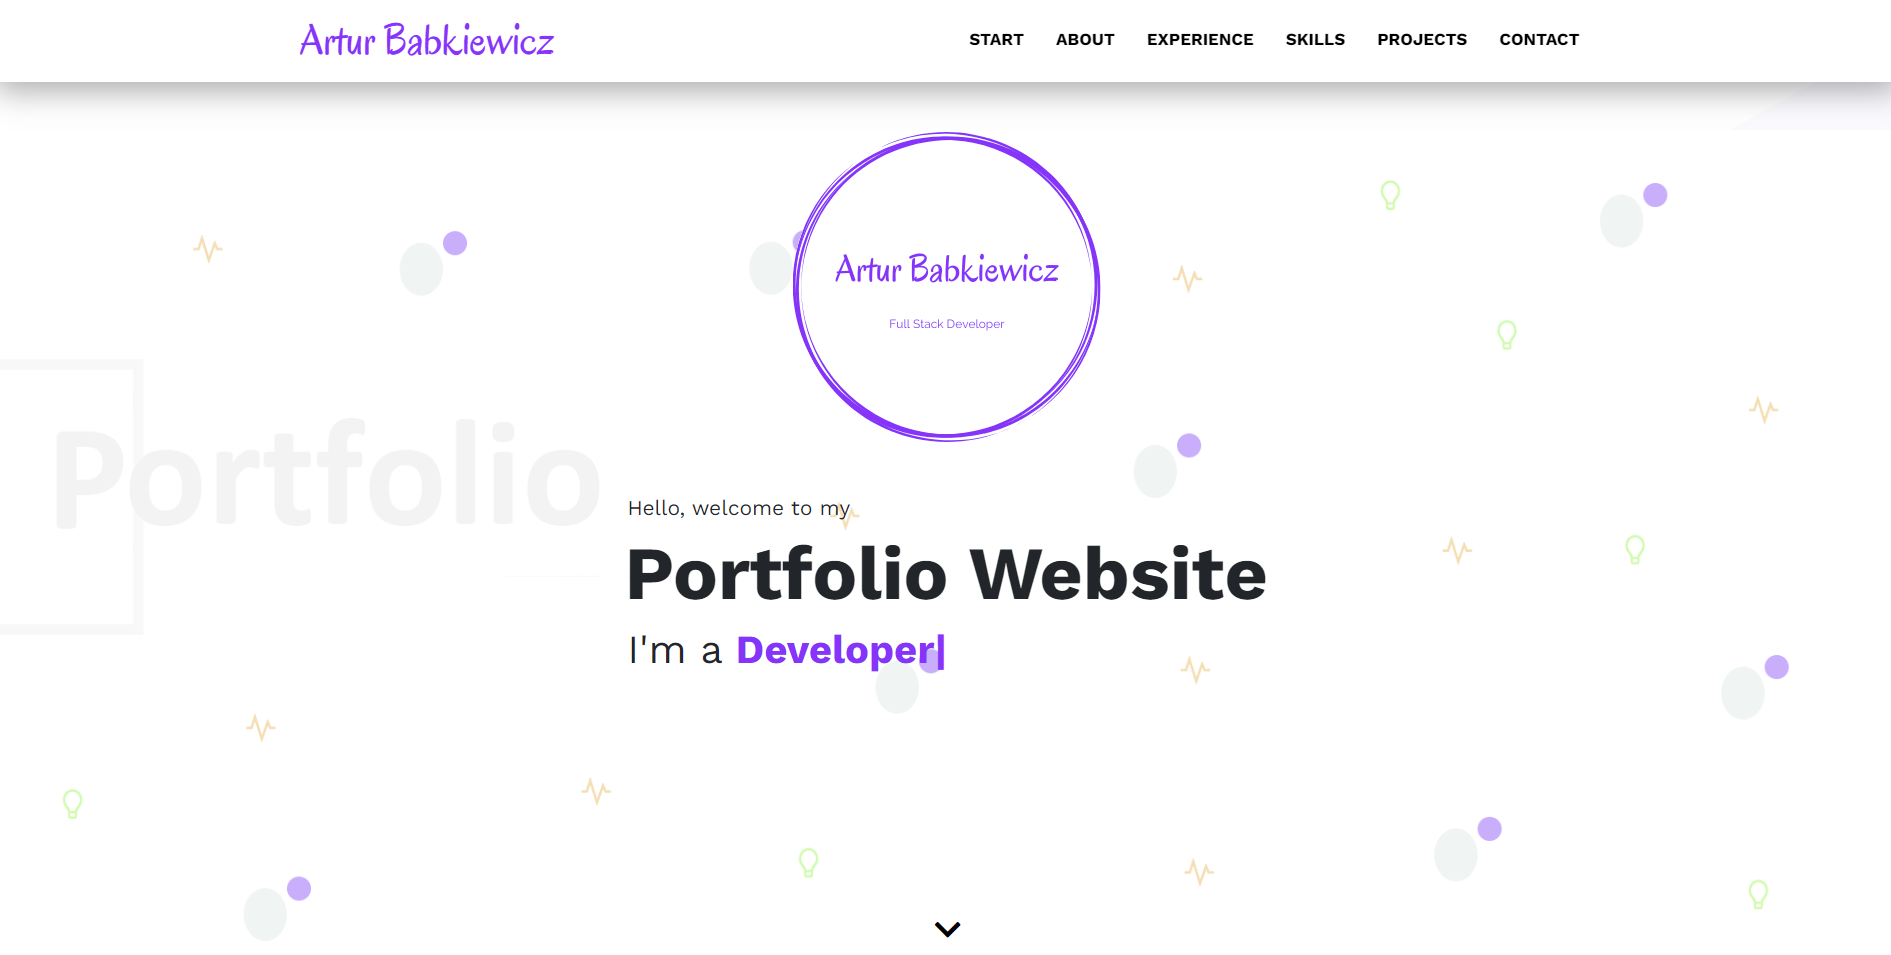 Artur Babkiewicz
START ABOUT EXPERIENCE SKILLS PROJECTS CONTACT
Artur Babkiewicz
Full Stack Developer
Portfolio
Hello, welcome to my
Portfolio Website
I'm a Developer|